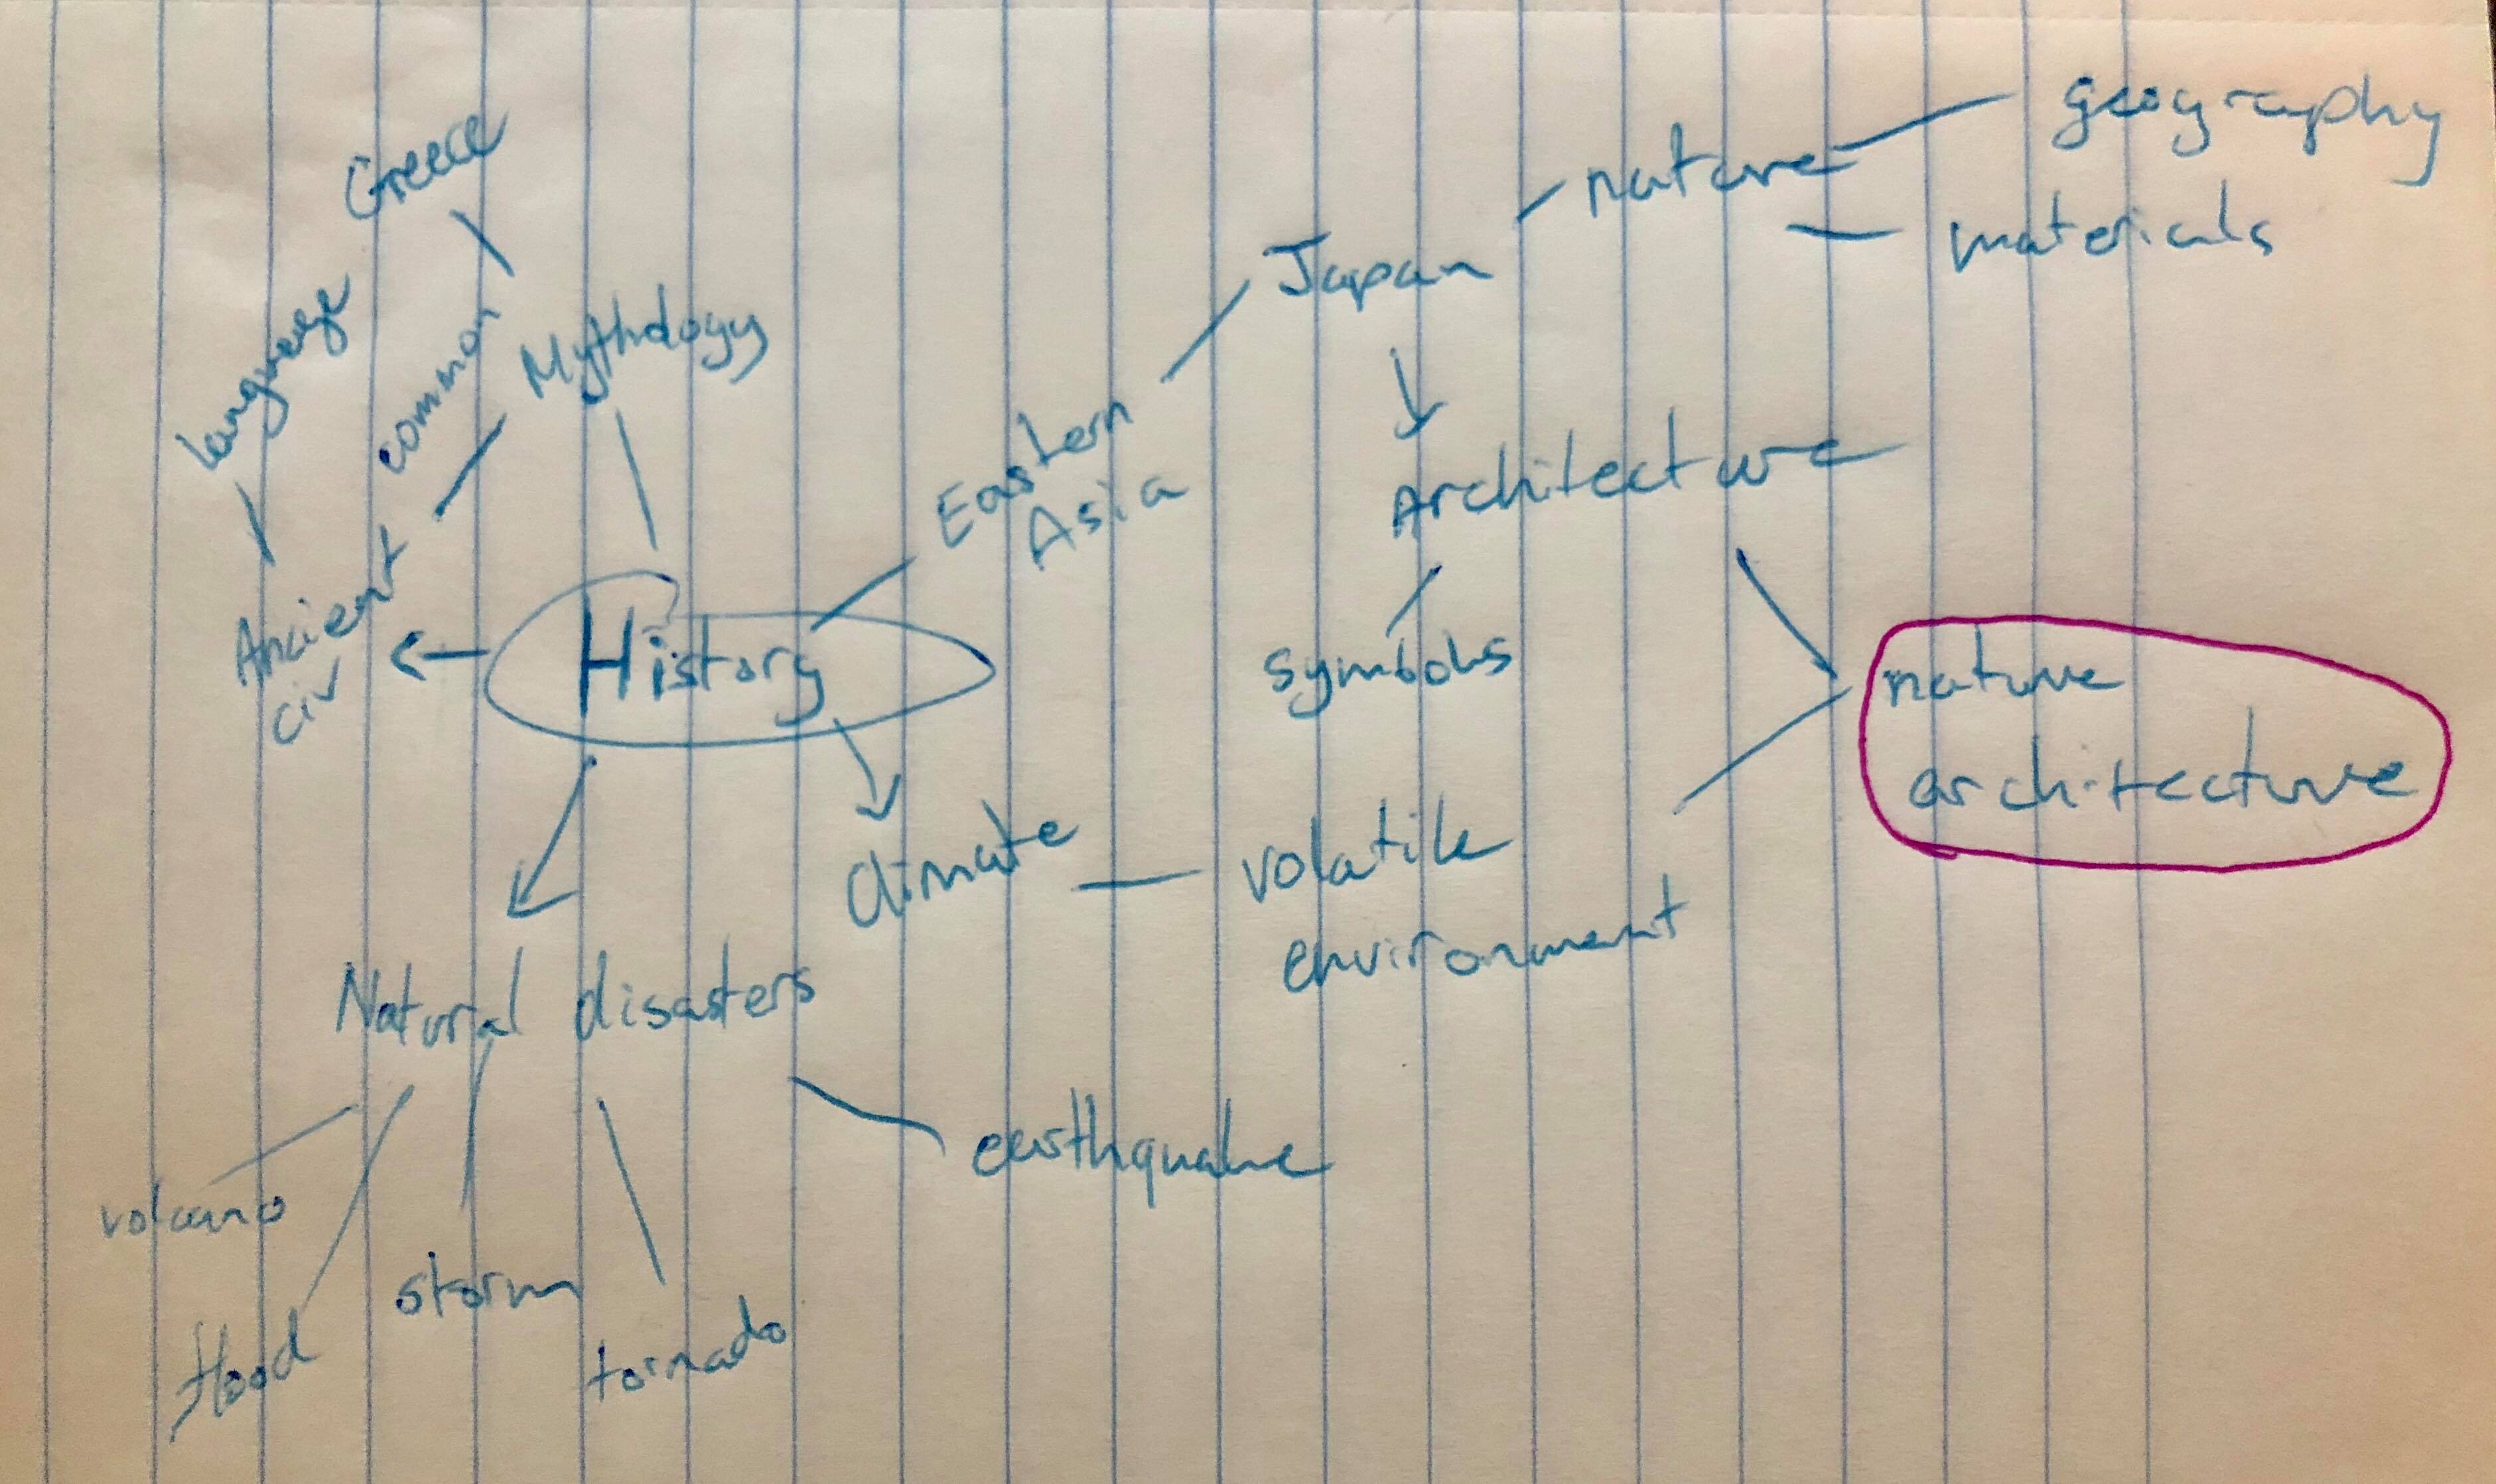 Greece
language
common
Mythology
Ancient
civ
History
Eastern
Asia
Japan
nature
geography
materials
Architecture
symbols
nature
architecture
climate
volatile
environment
Natural disasters
volcano
flood
storm
tornado
earthquake